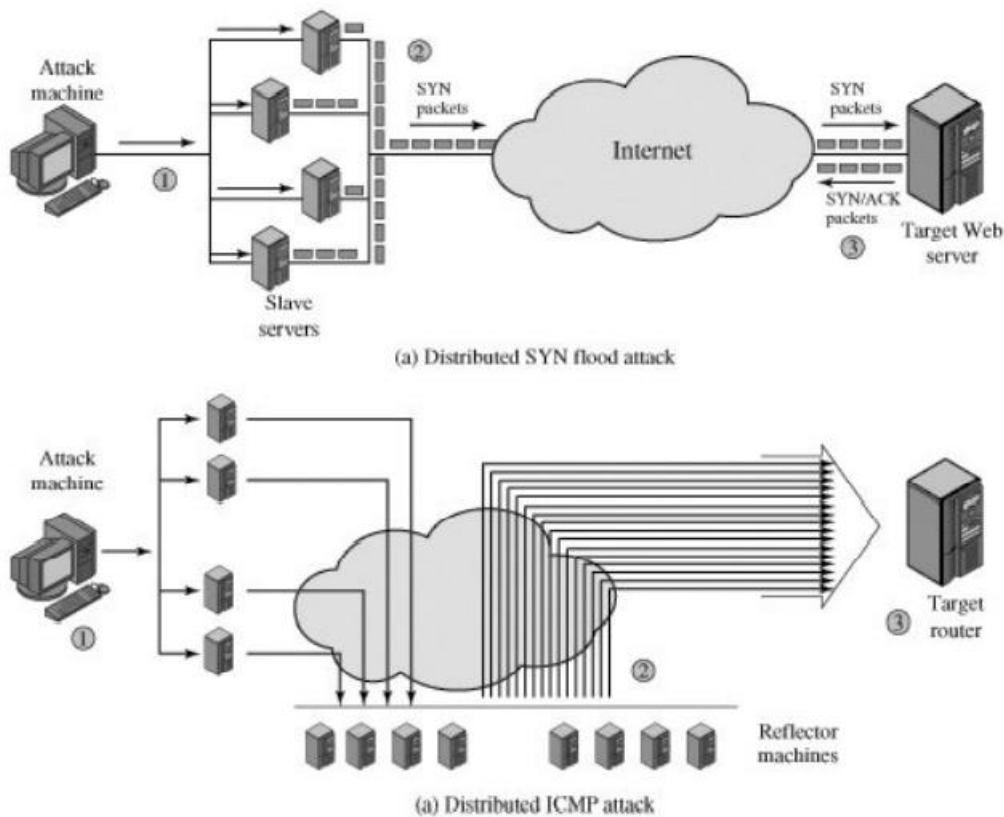 Attack
machine
①
②
SYN
packets
Internet
SYN
packets
SYN/ACK
packets
③
Target Web
server
Slave
servers
(a) Distributed SYN flood attack
Attack
machine
①
②
③
Target
router
Reflector
machines
(a) Distributed ICMP attack